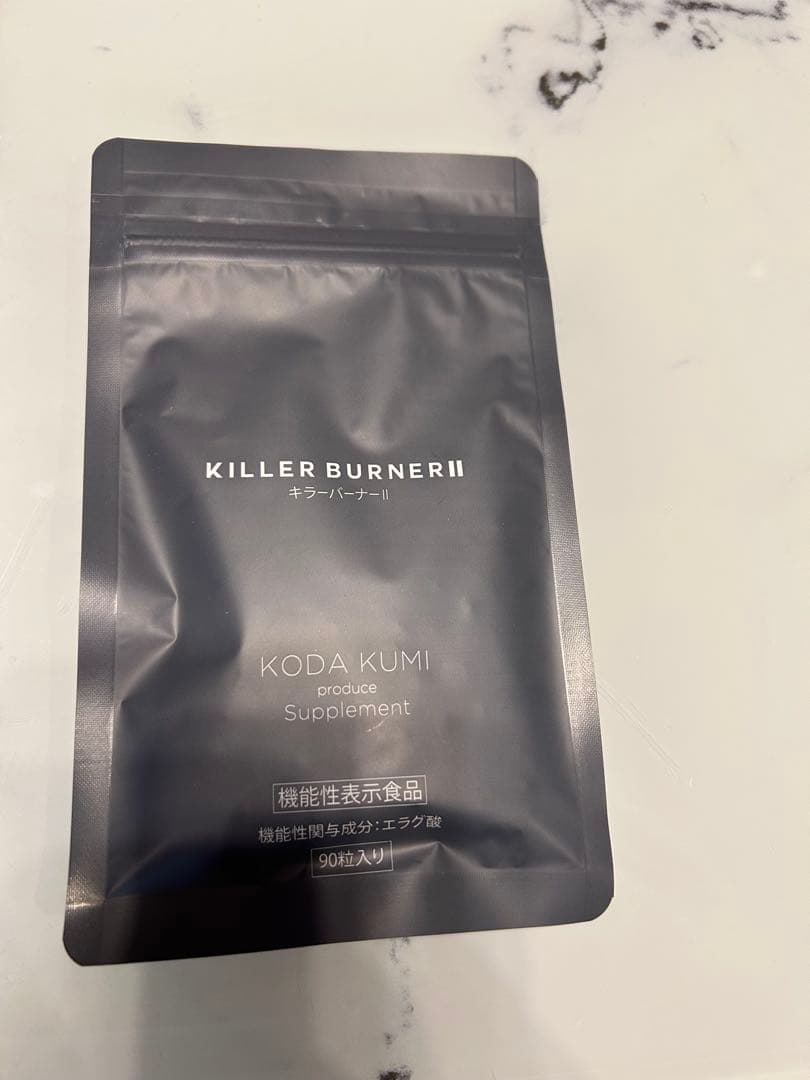 KILLER BURNERⅡ
キラーバーナーⅡ
KODA KUMI
produce
Supplement
機能性表示食品
機能性関与成分:エラグ酸
90粒入り